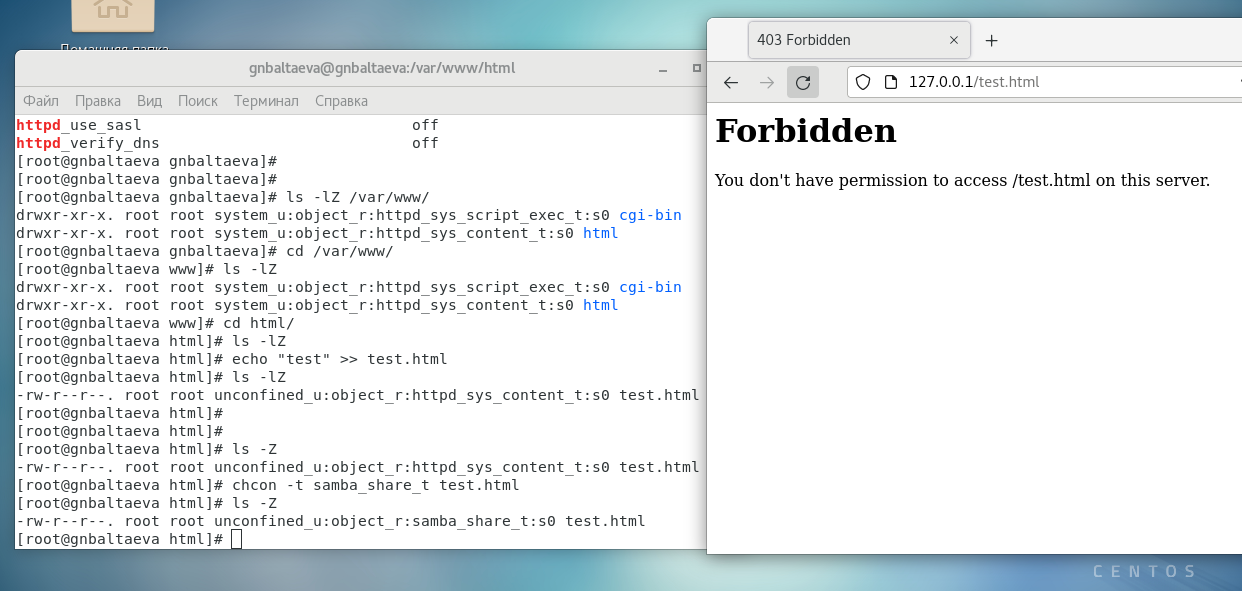 Домашняя папка
gnbaltaeva@gnbaltaeva:/var/www/html
Файл Правка Вид Поиск Терминал Справка
httpd_use_sasl off
httpd_verify_dns off
[root@gnbaltaeva gnbaltaeva]#
[root@gnbaltaeva gnbaltaeva]#
[root@gnbaltaeva gnbaltaeva]# ls -lZ /var/www/
drwxr-xr-x. root root system_u:object_r:httpd_sys_script_exec_t:s0 cgi-bin
drwxr-xr-x. root root system_u:object_r:httpd_sys_content_t:s0 html
[root@gnbaltaeva gnbaltaeva]# cd /var/www/
[root@gnbaltaeva www]# ls -lZ
drwxr-xr-x. root root system_u:object_r:httpd_sys_script_exec_t:s0 cgi-bin
drwxr-xr-x. root root system_u:object_r:httpd_sys_content_t:s0 html
[root@gnbaltaeva www]# cd html/
[root@gnbaltaeva html]# ls -lZ
[root@gnbaltaeva html]# echo "test" >> test.html
[root@gnbaltaeva html]# ls -lZ
-rw-r--r--. root root unconfined_u:object_r:httpd_sys_content_t:s0 test.html
[root@gnbaltaeva html]#
[root@gnbaltaeva html]#
[root@gnbaltaeva html]# ls -Z
-rw-r--r--. root root unconfined_u:object_r:httpd_sys_content_t:s0 test.html
[root@gnbaltaeva html]# chcon -t samba_share_t test.html
[root@gnbaltaeva html]# ls -Z
-rw-r--r--. root root unconfined_u:object_r:samba_share_t:s0 test.html
[root@gnbaltaeva html]#
403 Forbidden
127.0.0.1/test.html
Forbidden
You don't have permission to access /test.html on this server.
CENTOS